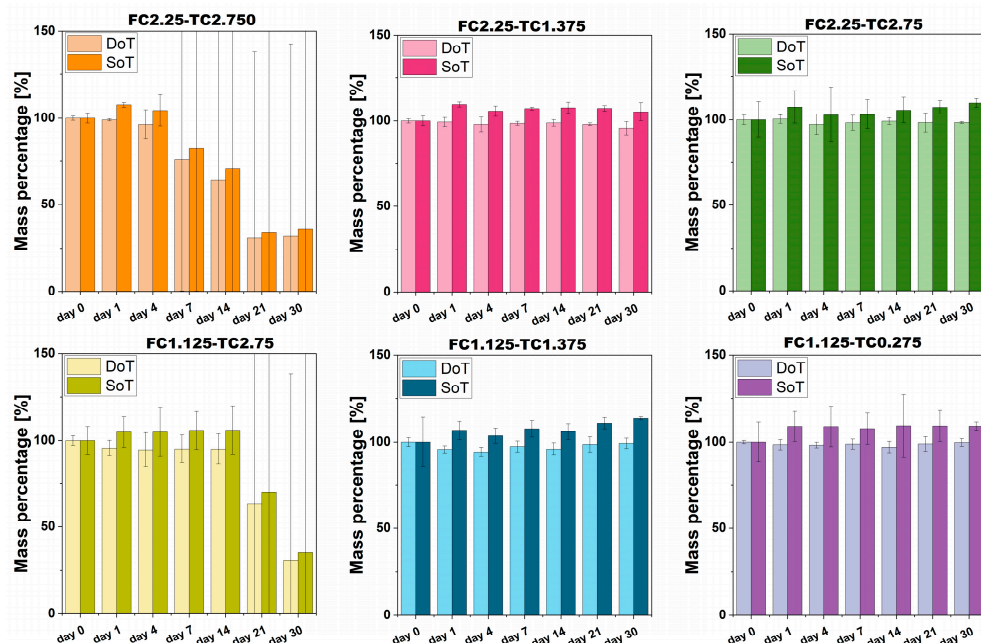 FC2.25-TC2.750
Mass percentage [%]
150
100
50
0
DoT
SoT
day 0 day 1 day 4 day 7 day 14 day 21 day 30
FC2.25-TC1.375
Mass percentage [%]
150
100
50
0
DoT
SoT
day 0 day 1 day 4 day 7 day 14 day 21 day 30
FC2.25-TC2.75
Mass percentage [%]
150
100
50
0
DoT
SoT
day 0 day 1 day 4 day 7 day 14 day 21 day 30
FC1.125-TC2.75
Mass percentage [%]
150
100
50
0
DoT
SoT
day 0 day 1 day 4 day 7 day 14 day 21 day 30
FC1.125-TC1.375
Mass percentage [%]
150
100
50
0
DoT
SoT
day 0 day 1 day 4 day 7 day 14 day 21 day 30
FC1.125-TC0.275
Mass percentage [%]
150
100
50
0
DoT
SoT
day 0 day 1 day 4 day 7 day 14 day 21 day 30